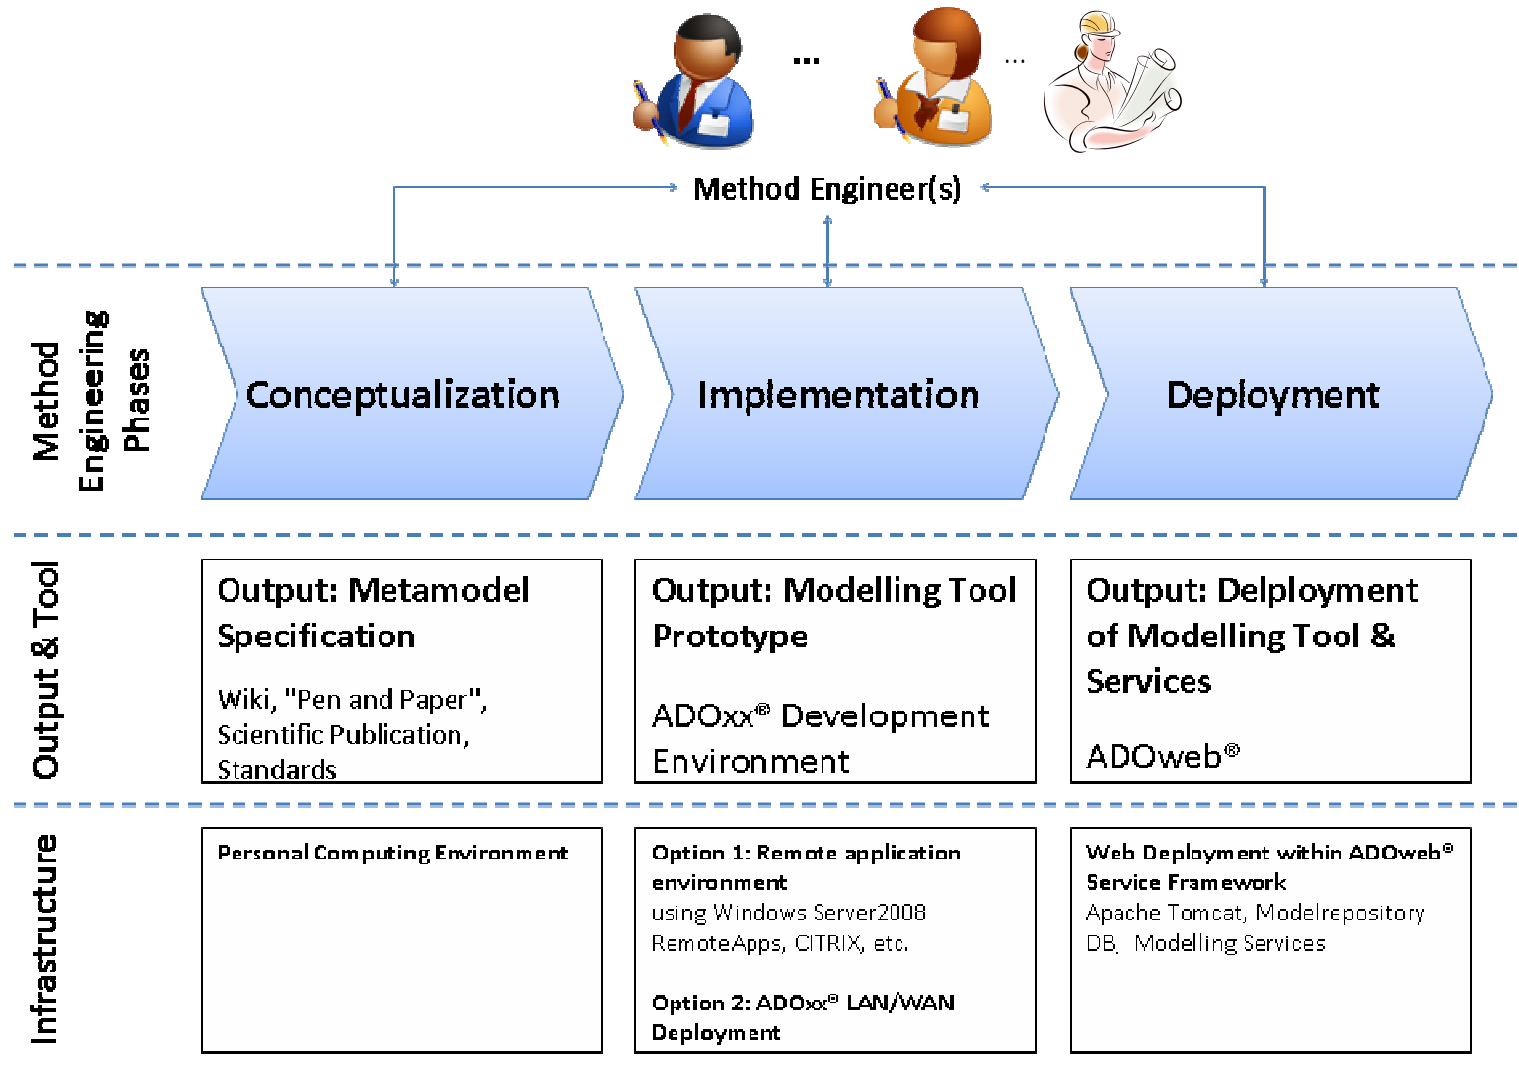 ... ...
Method Engineer(s)
Method
Engineering
Phases
Conceptualization
Implementation
Deployment
Output & Tool
Output: Metamodel
Specification
Wiki, "Pen and Paper",
Scientific Publication,
Standards
Output: Modelling Tool
Prototype
ADOxx® Development
Environment
Output: Delployment
of Modelling Tool &
Services
ADOweb®
Infrastructure
Personal Computing Environment
Option 1: Remote application
environment
using Windows Server2008
RemoteApps, CITRIX, etc.
Option 2: ADOxx® LAN/WAN
Deployment
Web Deployment within ADOweb®
Service Framework
Apache Tomcat, Modelrepository
DB, Modelling Services